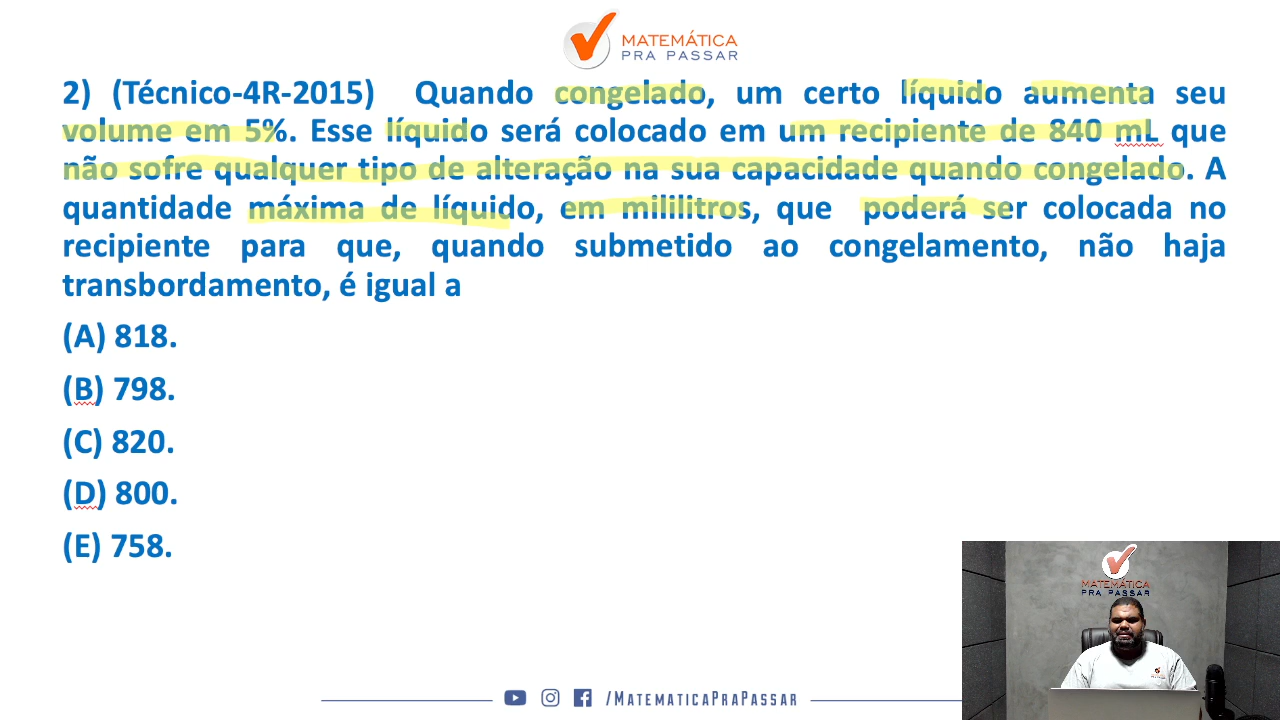 MATEMÁTICA
PRA PASSAR
2) (Técnico-4R-2015) Quando congelado, um certo líquido aumenta seu
volume em 5%. Esse líquido será colocado em um recipiente de 840 mL que
não sofre qualquer tipo de alteração na sua capacidade quando congelado. A
quantidade máxima de líquido, em mililitros, que poderá ser colocada no
recipiente para que, quando submetido ao congelamento, não haja
transbordamento, é igual a
(A) 818.
(B) 798.
(C) 820.
(D) 800.
(E) 758.
MATEMÁTICA
PRA PASSAR
/MATEMATICAPRAPASSAR